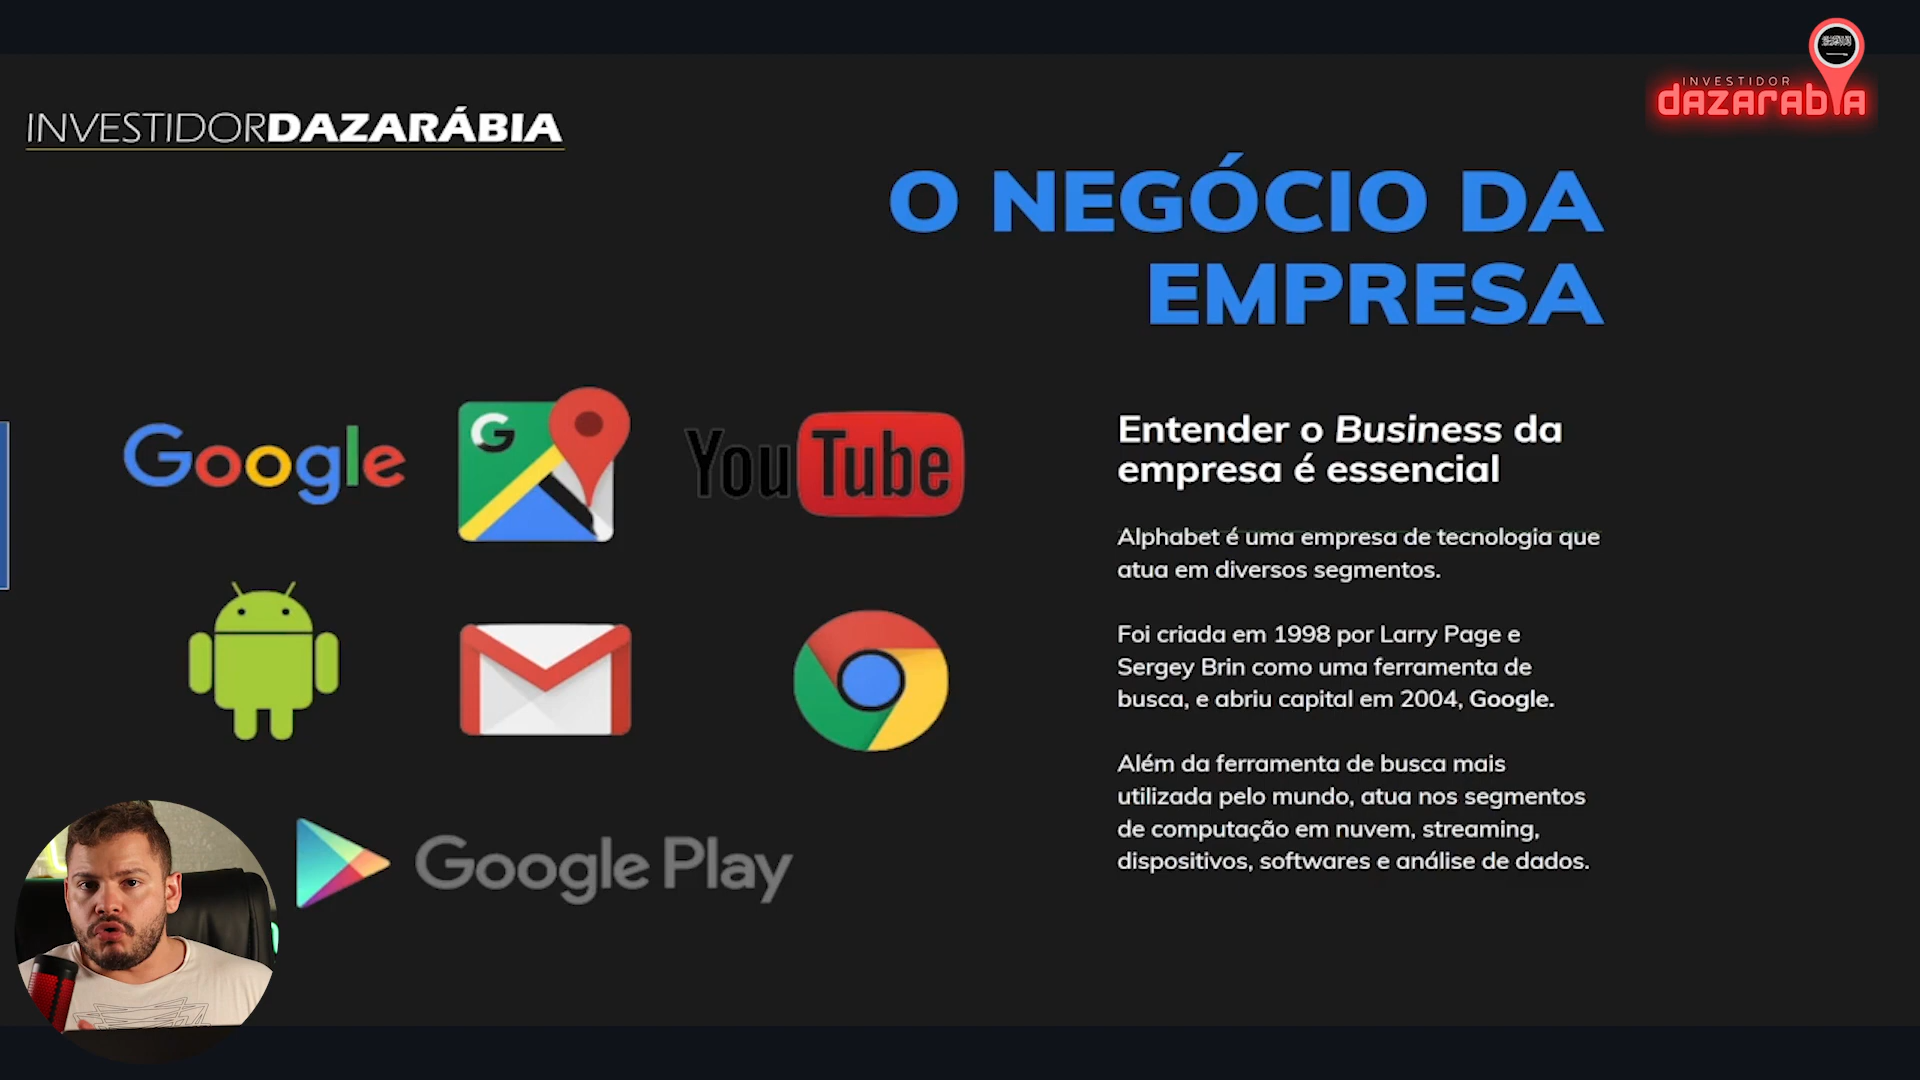 INVESTIDORDAZARÁBIA
INVESTIDOR
dazarabia
O NEGÓCIO DA
EMPRESA
Google
G
YouTube
Google Play
Entender o Business da
empresa é essencial
Alphabet é uma empresa de tecnologia que
atua em diversos segmentos.
Foi criada em 1998 por Larry Page e
Sergey Brin como uma ferramenta de
busca, e abriu capital em 2004, Google.
Além da ferramenta de busca mais
utilizada pelo mundo, atua nos segmentos
de computação em nuvem, streaming,
dispositivos, softwares e análise de dados.